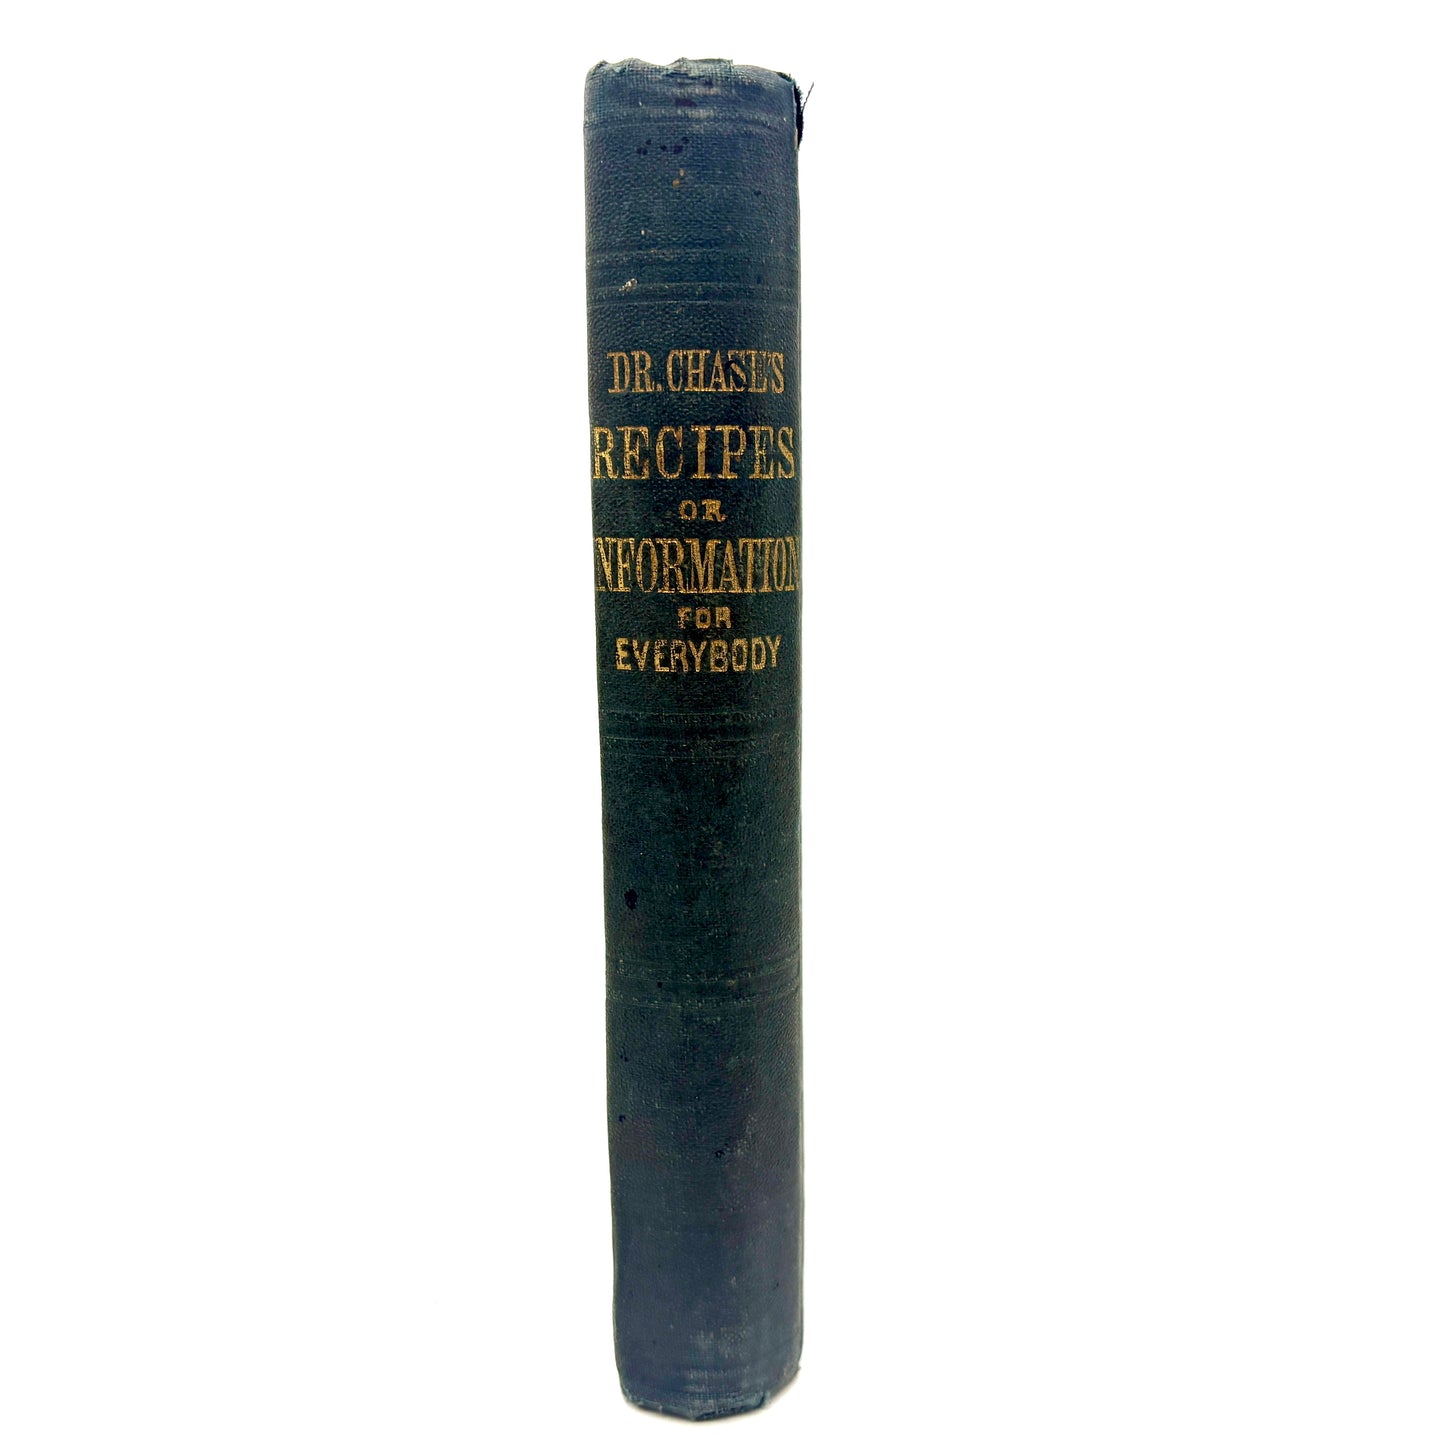 DR. CHASE'S
RECIPES
OR
INFORMATION
FOR
EVERYBODY